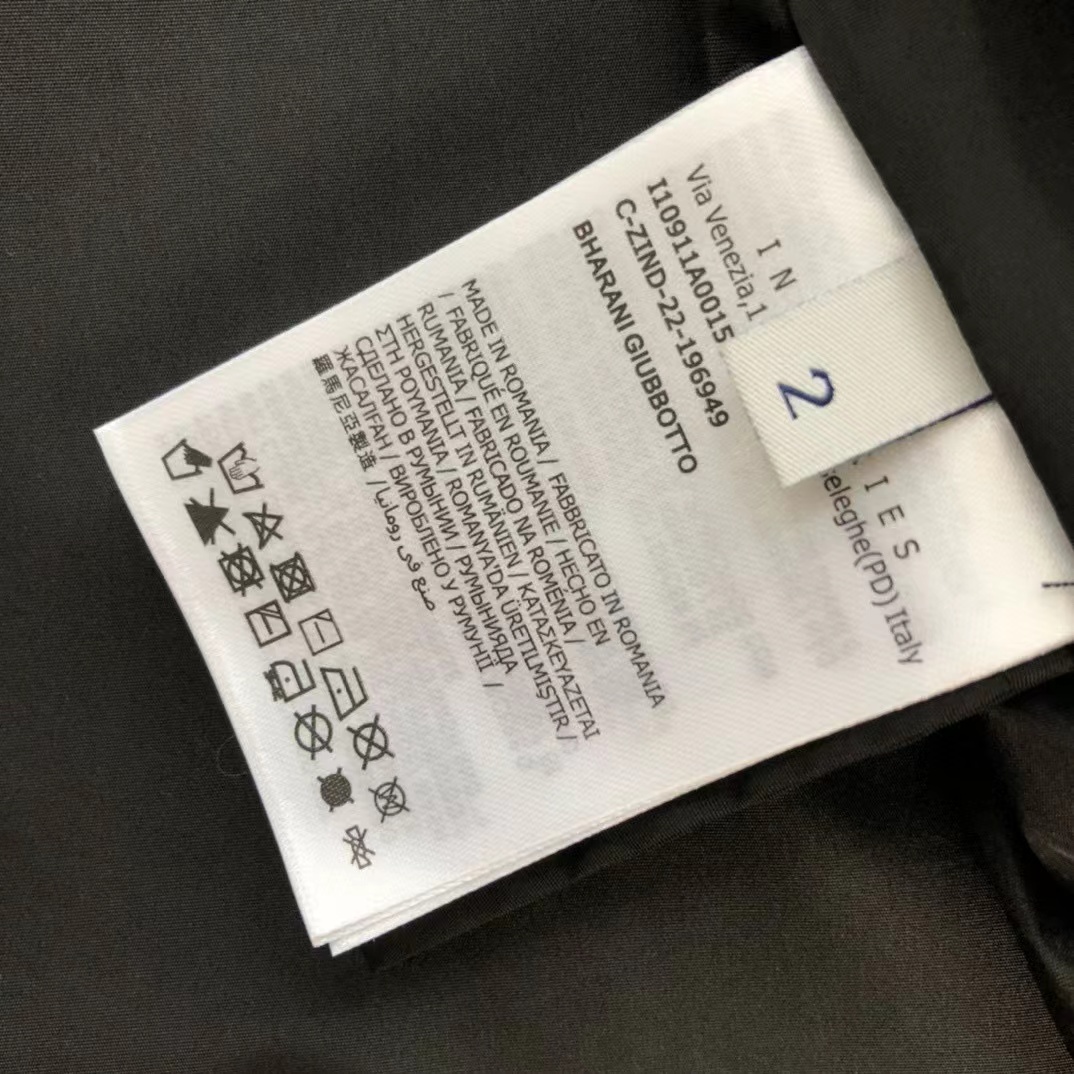 2
I N
I E S
Via Venezia,1
eleghe(PD) Italy
I10911A0015
C-ZIND-22-196949
BHARANI GIUBBOTTO
MADE IN ROMANIA / FABBRICATO IN ROMANIA
/ FABRIQUÉ EN ROUMANIE / HECHO EN
RUMANIA / FABRICADO NA ROMÉNIA /
HERGESTELLT IN RUMÄNIEN / ΚΑΤΑΣΚΕΥΑΖΕΤΑΙ
ΣΤΗ ΡΟΥΜΑΝΙΑ / ROMANYA'DA ÜRETILMIŞTIR /
СДЕЛАНО В РУМЫНИИ / РУМЫНИЯДА
ЖАСАЛҒАН / ВИРОБЛЕНО У РУМУНІЇ /
羅馬尼亞製造 / صنع في رومانيا